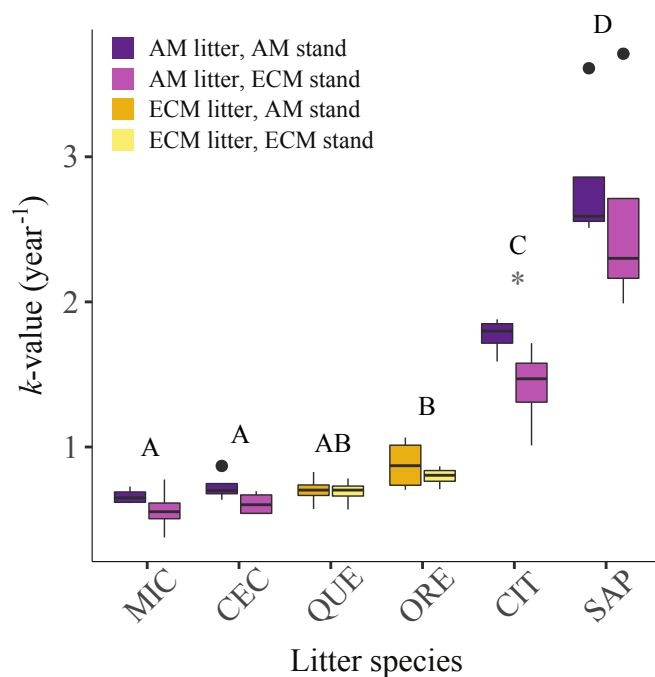 D
AM litter, AM stand
AM litter, ECM stand
ECM litter, AM stand
ECM litter, ECM stand
3
C
*
2
B
A
A
AB
1
k-value (year⁻¹)
MIC
CEC
QUE
ORE
CIT
SAP
Litter species